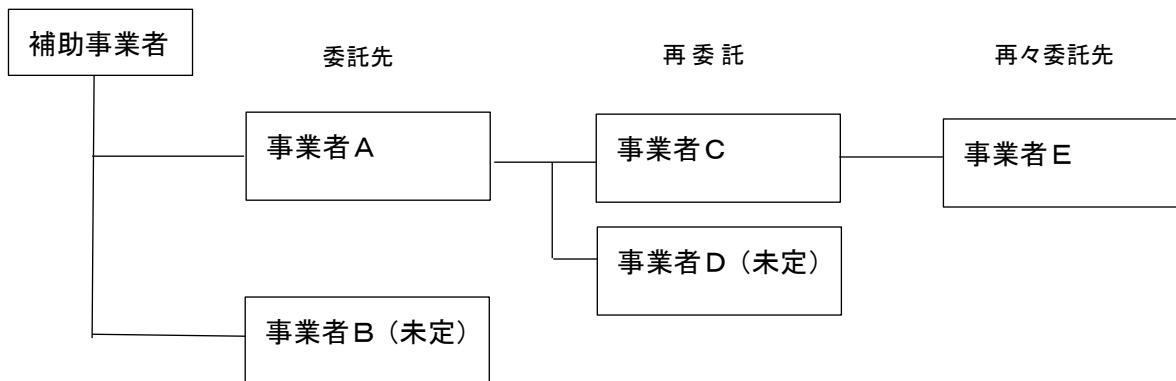 補助事業者
委託先
再委託
再々委託先
事業者A
事業者C
事業者E
事業者D（未定）
事業者B（未定）